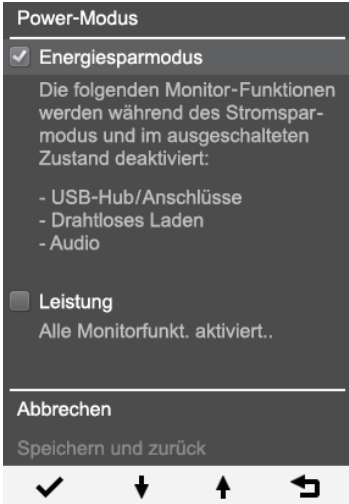 Power-Modus
Energiesparmodus
Die folgenden Monitor-Funktionen
werden während des Stromspar-
modus und im ausgeschalteten
Zustand deaktiviert:
- USB-Hub/Anschlüsse
- Drahtloses Laden
- Audio
Leistung
Alle Monitorfunkt. aktiviert..
Abbrechen
Speichern und zurück